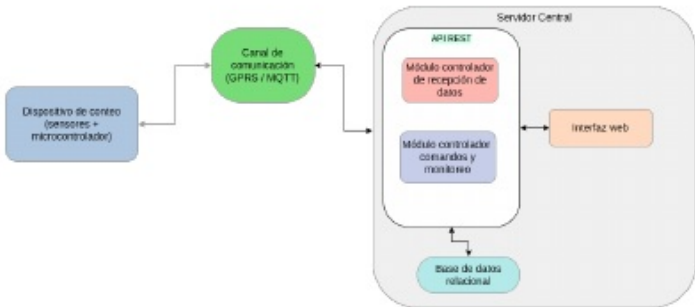 Servidor Central
API REST
Canal de
comunicación
(GPRS / MQTT)
Módulo controlador
de recepción de
datos
Dispositivo de conteo
(sensores +
microcontrolador)
Interfaz web
Módulo controlador
comandos y
monitoreo
Base de datos
relacional